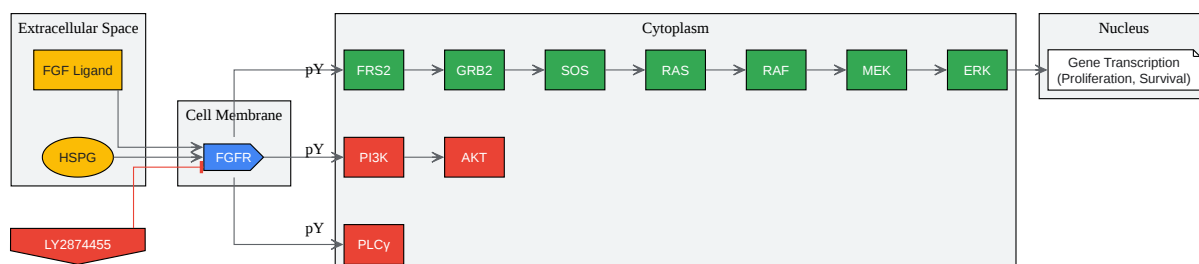 Extracellular Space
Cytoplasm
Nucleus
FGF Ligand
pY
FRS2
GRB2
SOS
RAS
RAF
MEK
ERK
Gene Transcription
(Proliferation, Survival)
Cell Membrane
HSPG
FGFR
pY
PI3K
AKT
LY2874455
pY
PLCγ